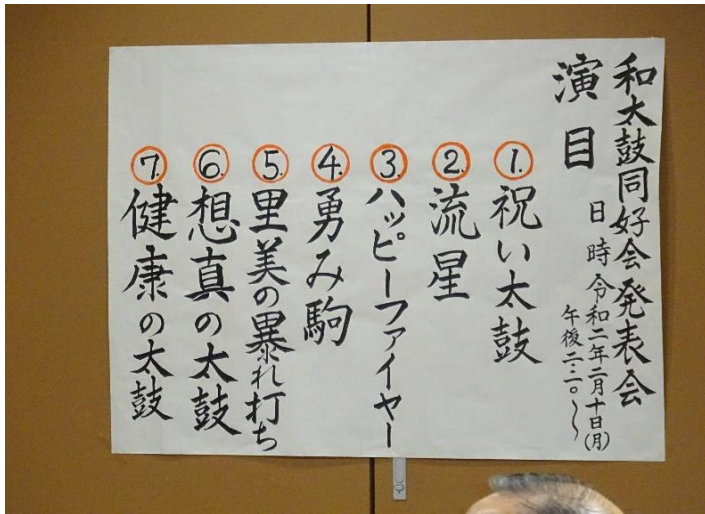 和太鼓同好会発表会
演目
日時 令和二年二月十日(月)
午後二:二〇~
1. 祝い太鼓
2. 流星
3. ハッピーファイヤー
4. 勇み駒
5. 里美の暴れ打ち
6. 想真の太鼓
7. 健康の太鼓